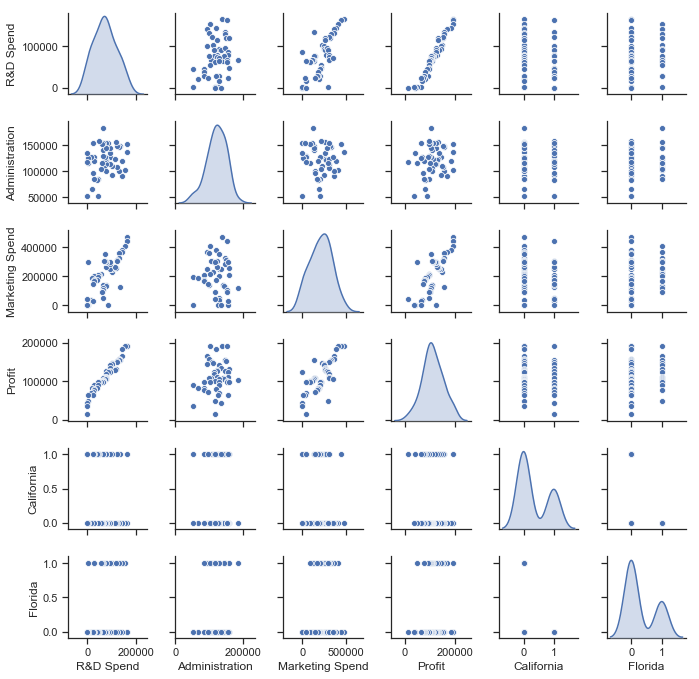 R&D Spend
100000
0
Administration
150000
100000
50000
Marketing Spend
400000
200000
0
Profit
200000
100000
0
California
1.0
0.5
0.0
Florida
1.0
0.5
0.0
0 200000 0 200000 0 500000 0 200000 0 1 0 1
R&D Spend Administration Marketing Spend Profit California Florida